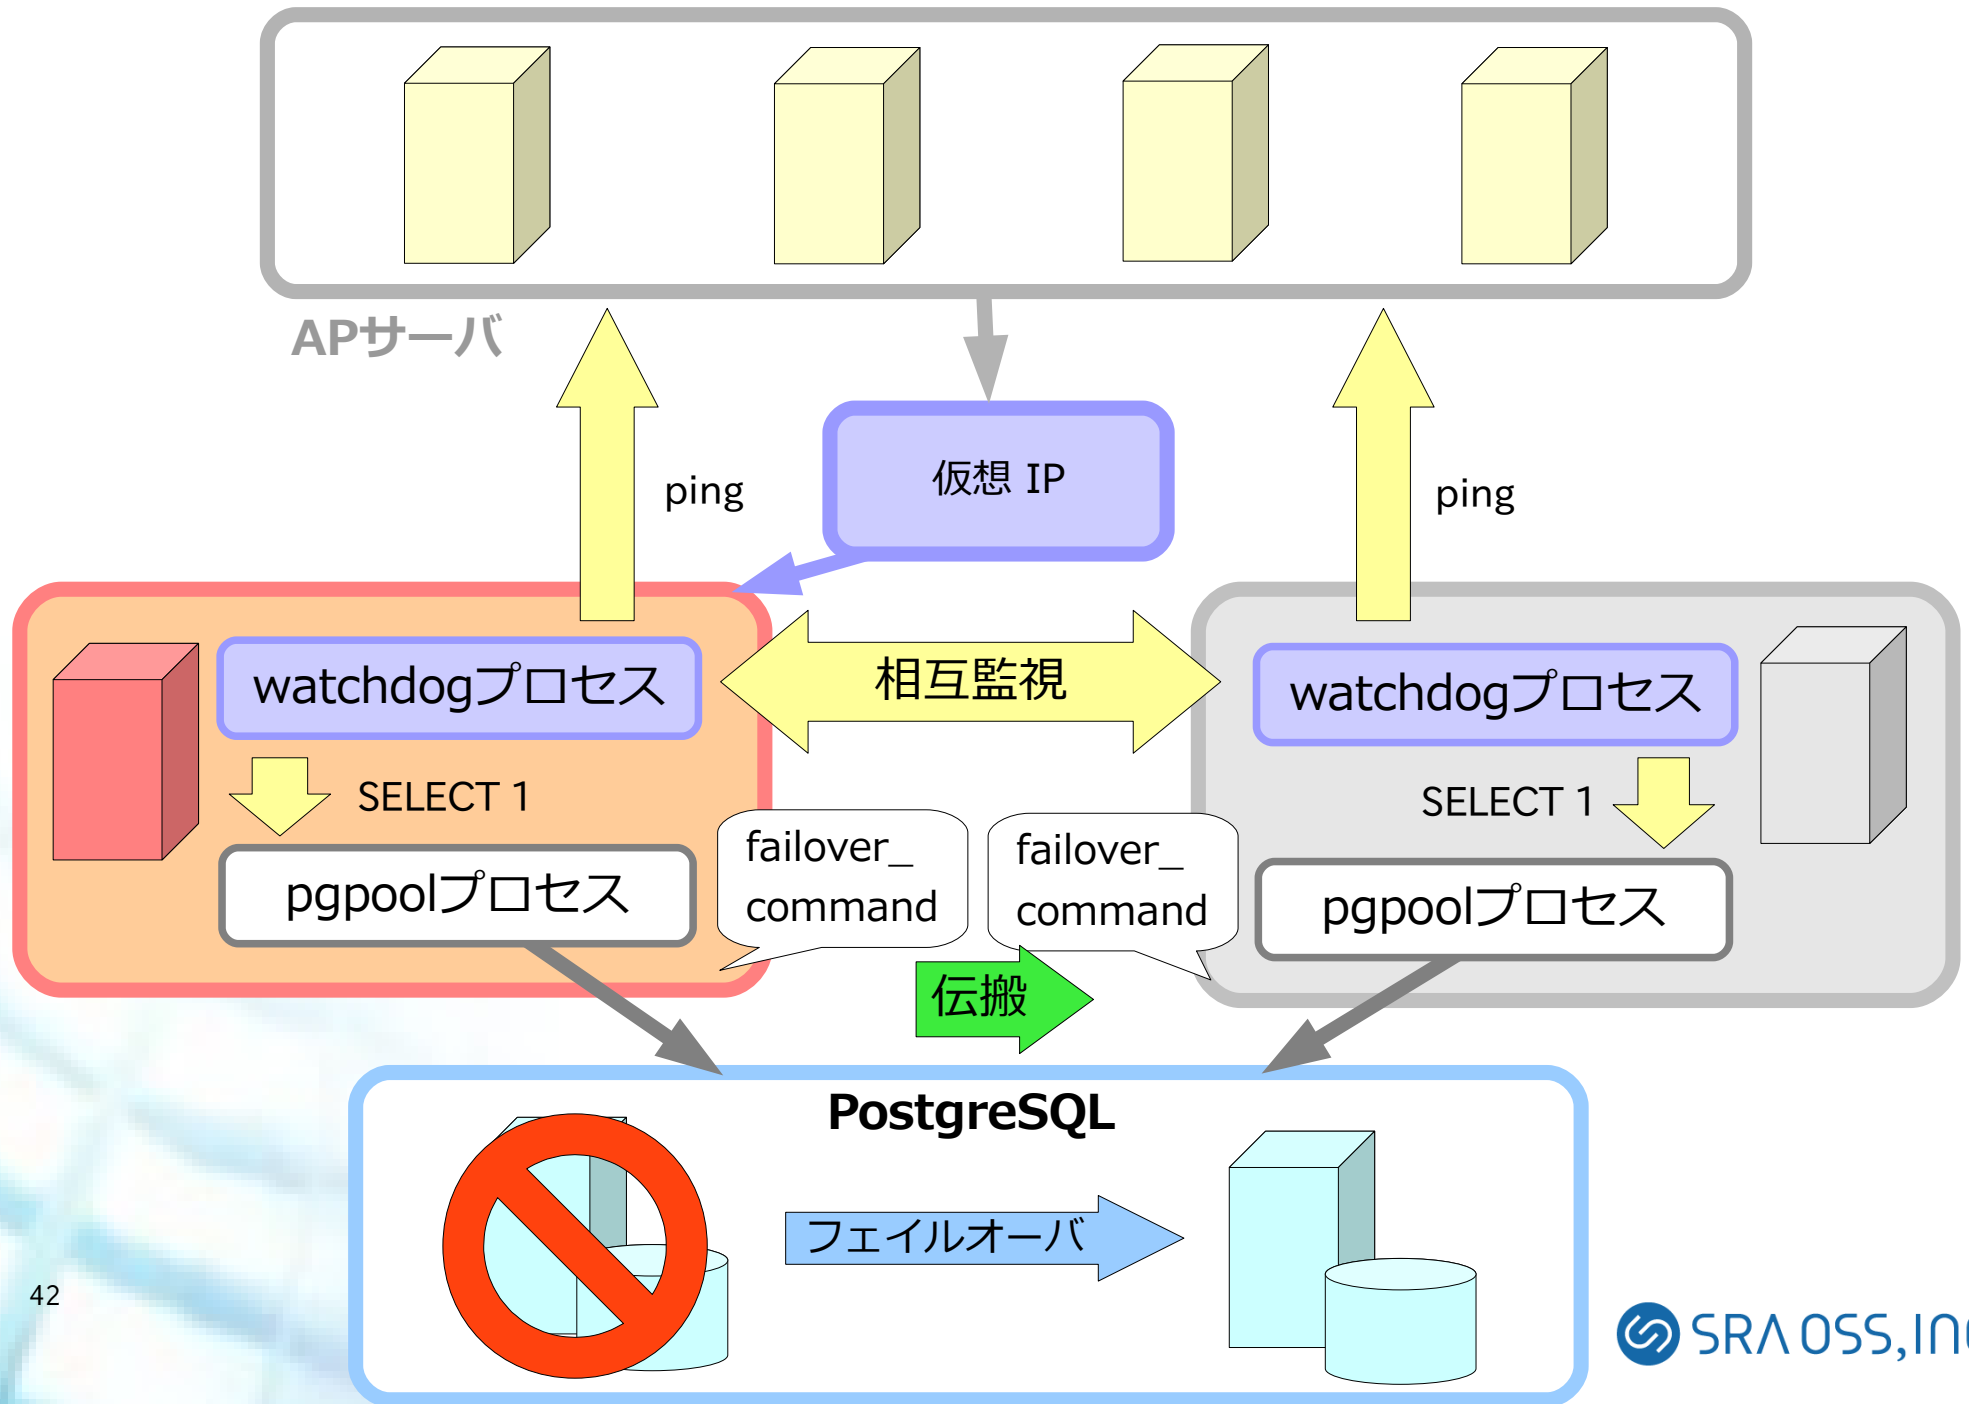 APサーバ
仮想 IP
ping
ping
watchdogプロセス
相互監視
watchdogプロセス
SELECT 1
SELECT 1
failover_
command
failover_
command
pgpoolプロセス
pgpoolプロセス
伝搬
PostgreSQL
フェイルオーバ
42
SRA OSS, INC